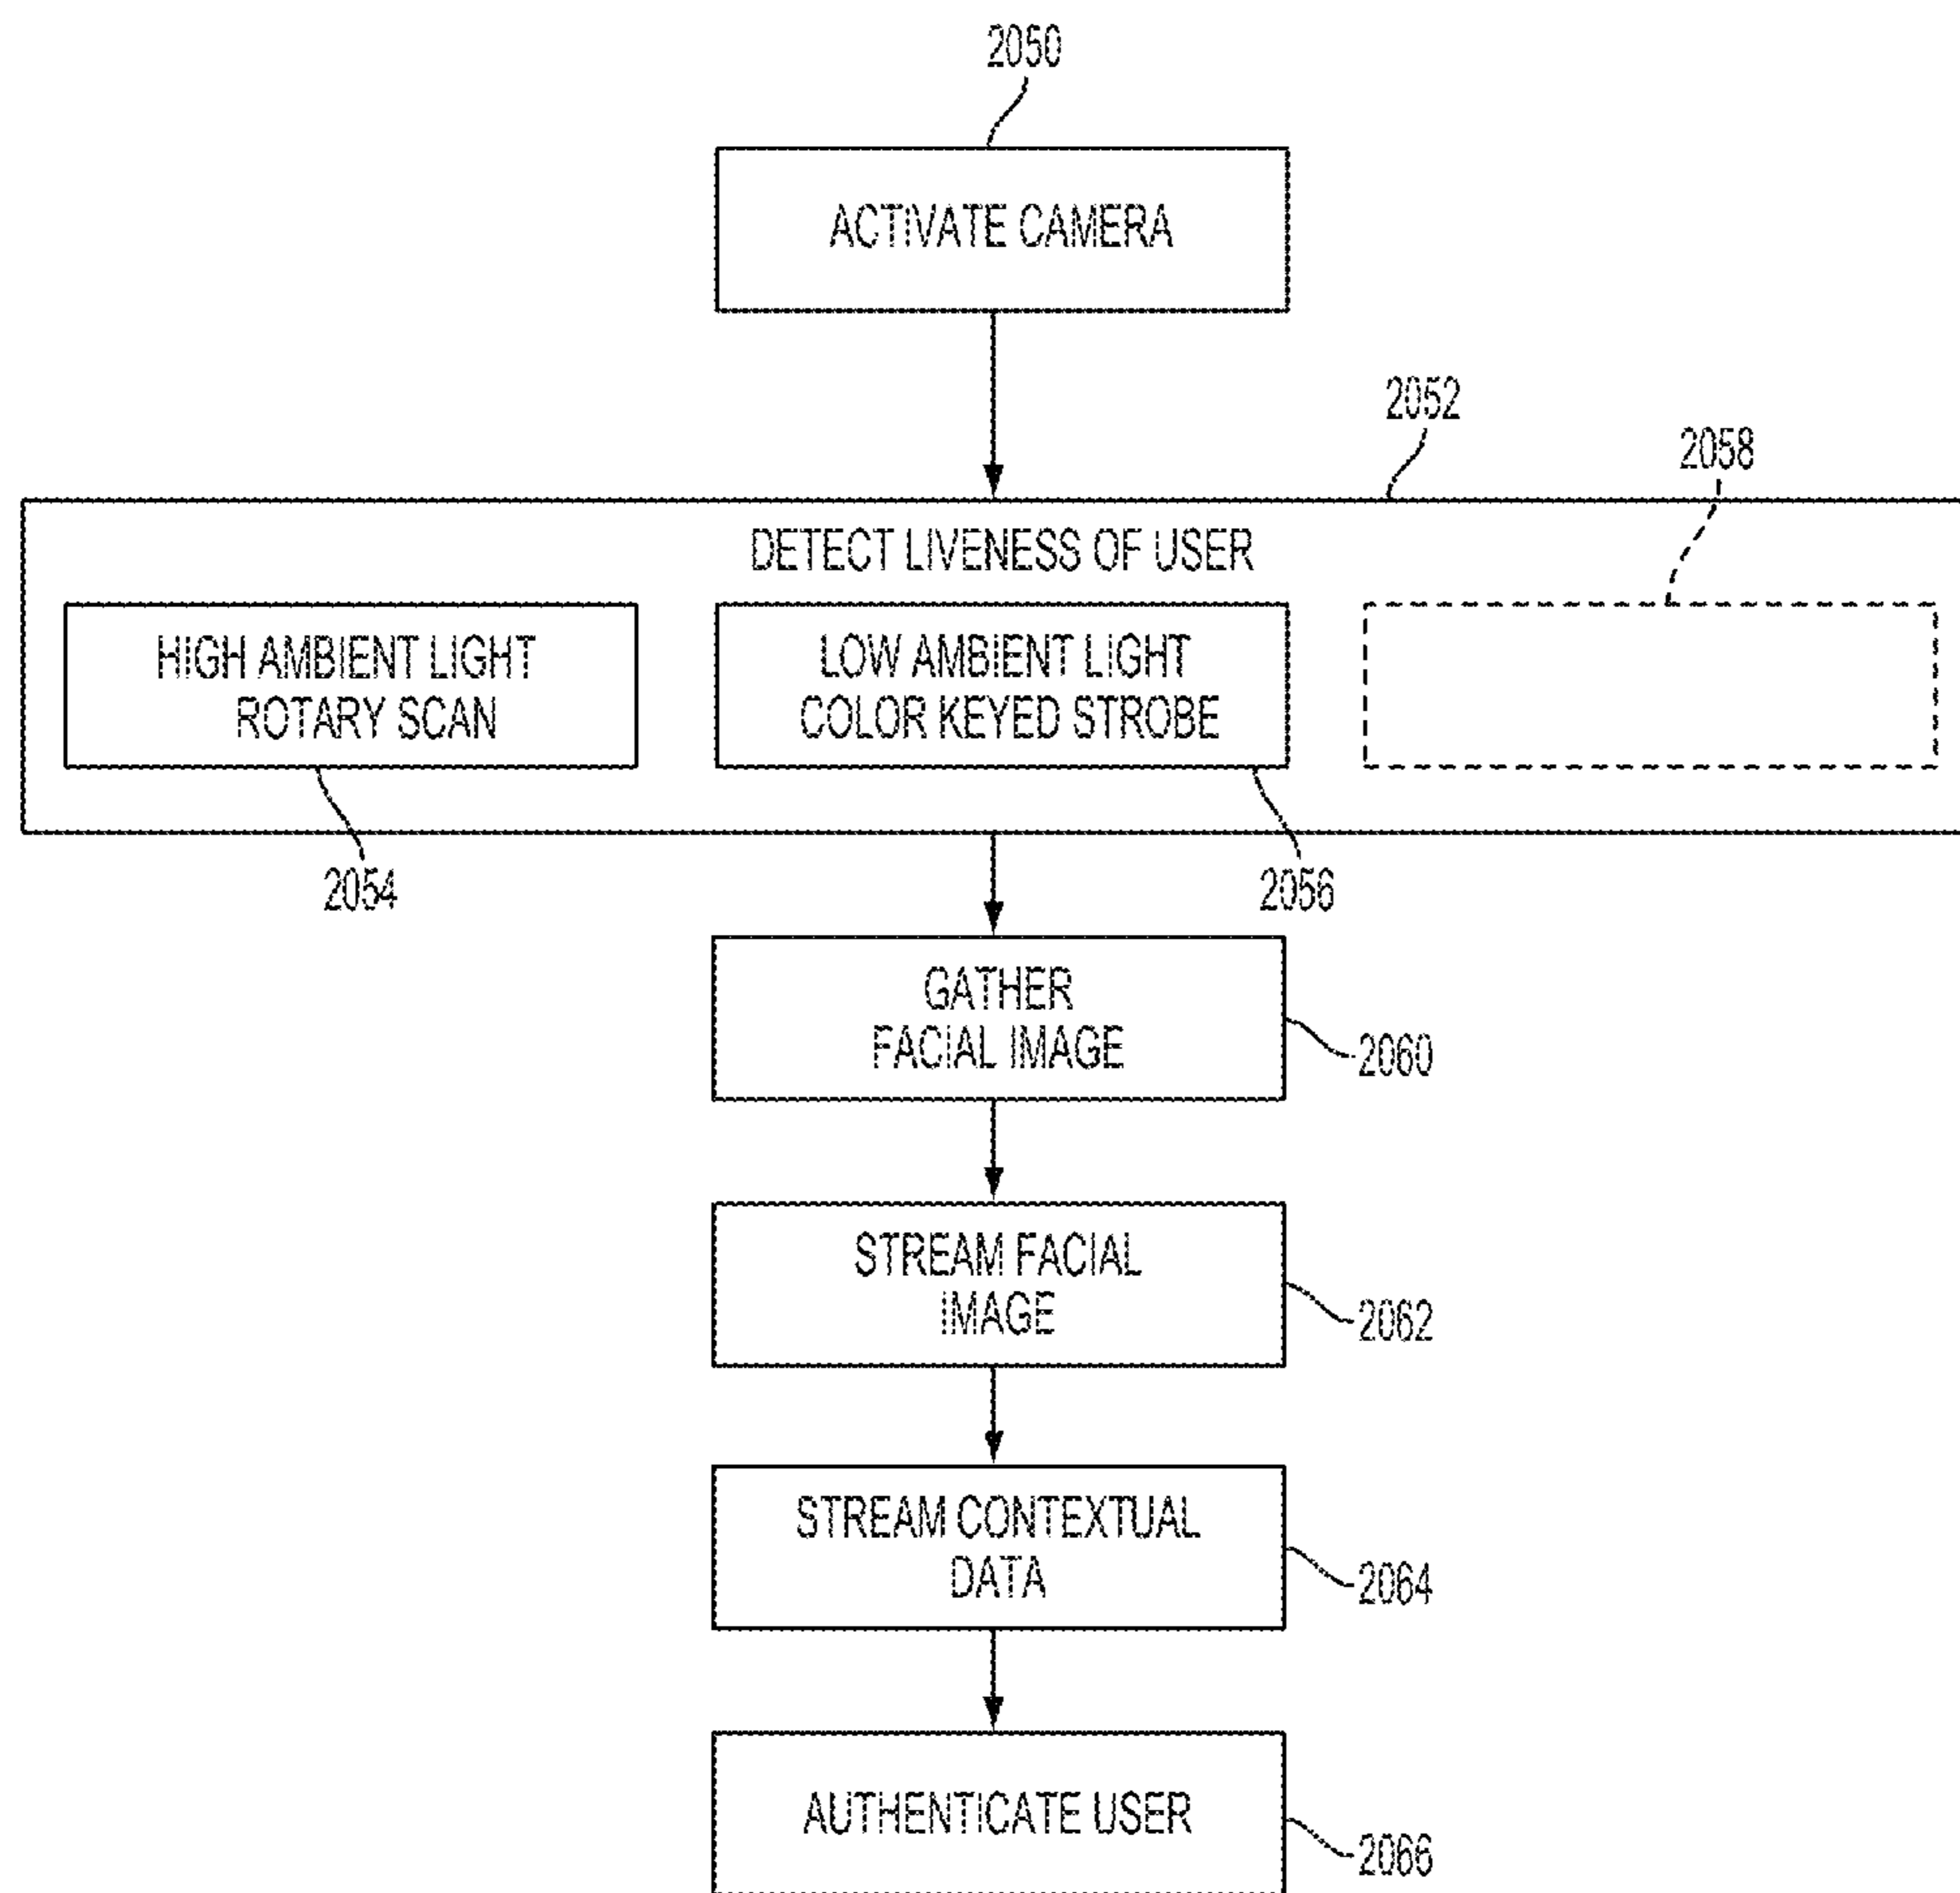 2050
ACTIVATE CAMERA
2052
2058
DETECT LIVENESS OF USER
HIGH AMBIENT LIGHT
ROTARY SCAN
LOW AMBIENT LIGHT
COLOR KEYED STROBE
2054
2056
GATHER
FACIAL IMAGE
2060
STREAM FACIAL
IMAGE
2062
STREAM CONTEXTUAL
DATA
2064
AUTHENTICATE USER
2066